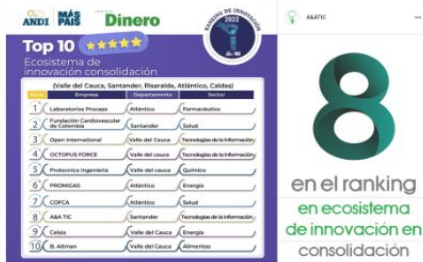 ANDI
MÁS
PAÍS
Dinero
RANKING DE INNOVACIÓN
2022
Top 10
Ecosistema de
innovación consolidación
(Valle del Cauca, Santander, Risaralda, Atlántico, Caldas)
Empresa Departamento Sector
1 Laboratorios Procaps Atlántico Farmacéutico
2 Fundación Cardiovascular de Colombia Santander Salud
3 Open International Valle del Cauca Tecnologías de la información
4 OCTOPUS FORCE Valle del cauca Tecnologías de la información
5 Protecnica Ingeniería Valle del cauca Químico
6 PROMIGAS Atlántico Energía
7 COFCA Atlántico Salud
8 A&A TIC Santander Tecnologías de la información
9 Celsia Valle del Cauca Energía
10 B. Altman Valle del Cauca Alimentos
A&ATIC
8
en el ranking
en ecosistema
de innovación en
consolidación